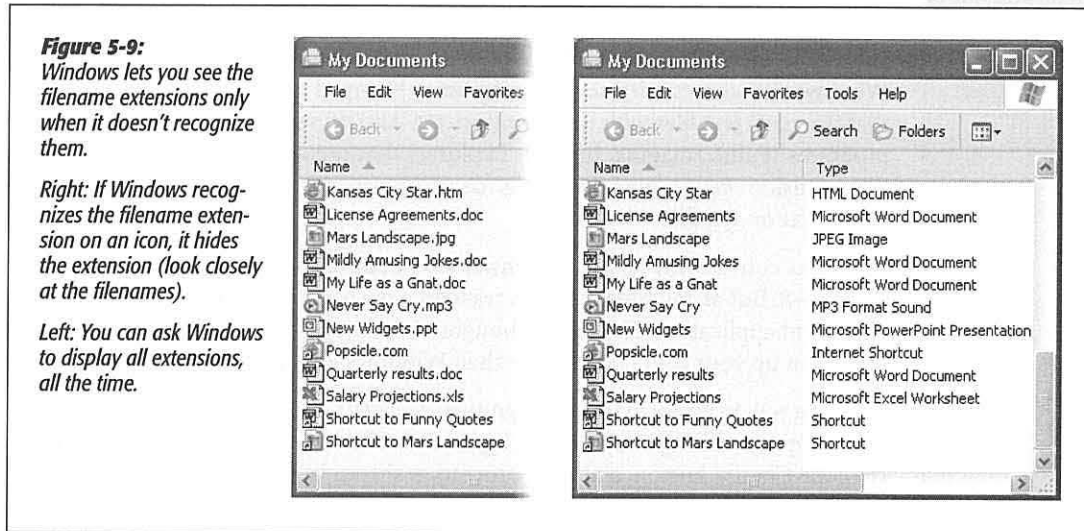 Figure 5-9:
Windows lets you see the
filename extensions only
when it doesn't recognize
them.
Right: If Windows recog-
nizes the filename exten-
sion on an icon, it hides
the extension (look closely
at the filenames).
Left: You can ask Windows
to display all extensions,
all the time.
My Documents
File Edit View Favorites
Back
Name
Kansas City Star.htm
License Agreements.doc
Mars Landscape.jpg
Mildly Amusing Jokes.doc
My Life as a Gnat.doc
Never Say Cry.mp3
New Widgets.ppt
Popsicle.com
Quarterly results.doc
Salary Projections.xls
Shortcut to Funny Quotes
Shortcut to Mars Landscape
My Documents
File Edit View Favorites Tools Help
Back Search Folders
Name Type
Kansas City Star HTML Document
License Agreements Microsoft Word Document
Mars Landscape JPEG Image
Mildly Amusing Jokes Microsoft Word Document
My Life as a Gnat Microsoft Word Document
Never Say Cry MP3 Format Sound
New Widgets Microsoft PowerPoint Presentation
Popsicle.com Internet Shortcut
Quarterly results Microsoft Word Document
Salary Projections Microsoft Excel Worksheet
Shortcut to Funny Quotes Shortcut
Shortcut to Mars Landscape Shortcut